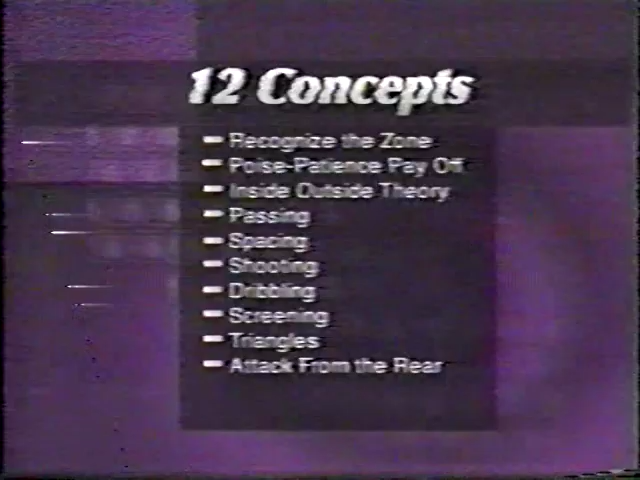 12 Concepts
- Recognize the Zone
- Poise-Patience Pay Off
- Inside Outside Theory
- Passing
- Spacing
- Shooting
- Dribbling
- Screening
- Triangles
- Attack From the Rear